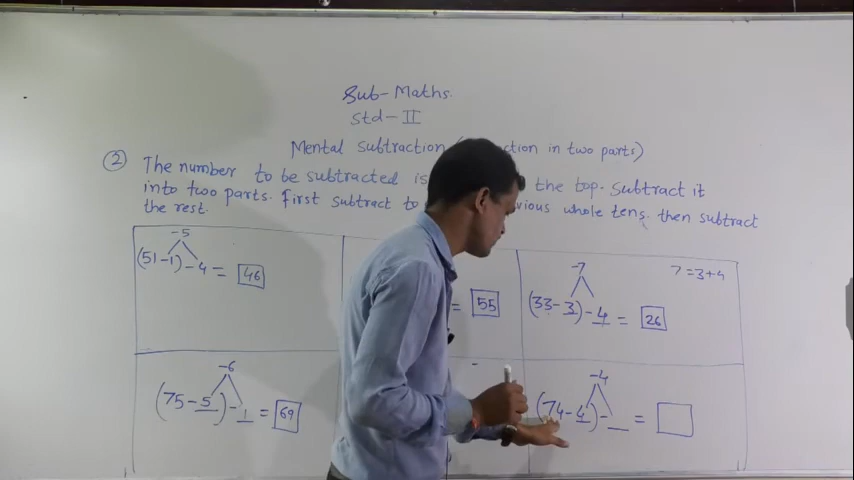 Sub-Maths.
Std-II
Mental Subtraction ction in two parts)
② The number to be subtracted is the top. Subtract it
into two parts. First subtract to vious whole tens. then subtract
the rest.
-5
(51-1)-4 = 46
= 55
-7
7=3+4
(33-3)-4 = 26
-6
(75-5)-1 = 69
-4
(74-4)-__ =